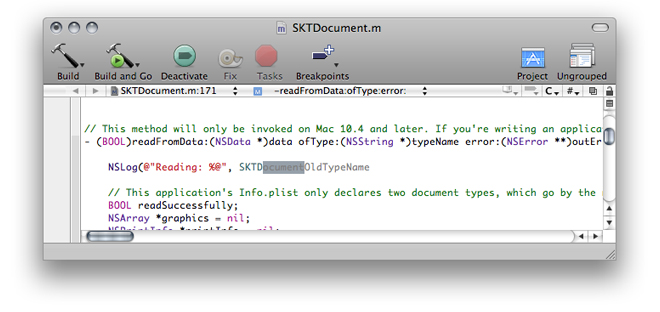 SKTDocument.m
Build Build and Go Deactivate Fix Tasks Breakpoints Project Ungrouped
SKTDocument.m:171 -readFromData:ofType:error: C #
// This method will only be invoked on Mac 10.4 and later. If you're writing an applica
- (BOOL)readFromData:(NSData *)data ofType:(NSString *)typeName error:(NSError **)outEr
NSLog(@"Reading: %@", SKTDocumentOldTypeName
// This application's Info.plist only declares two document types, which go by the
BOOL readSuccessfully;
NSArray *graphics = nil;
NSPrintInfo *printInfo = nil;